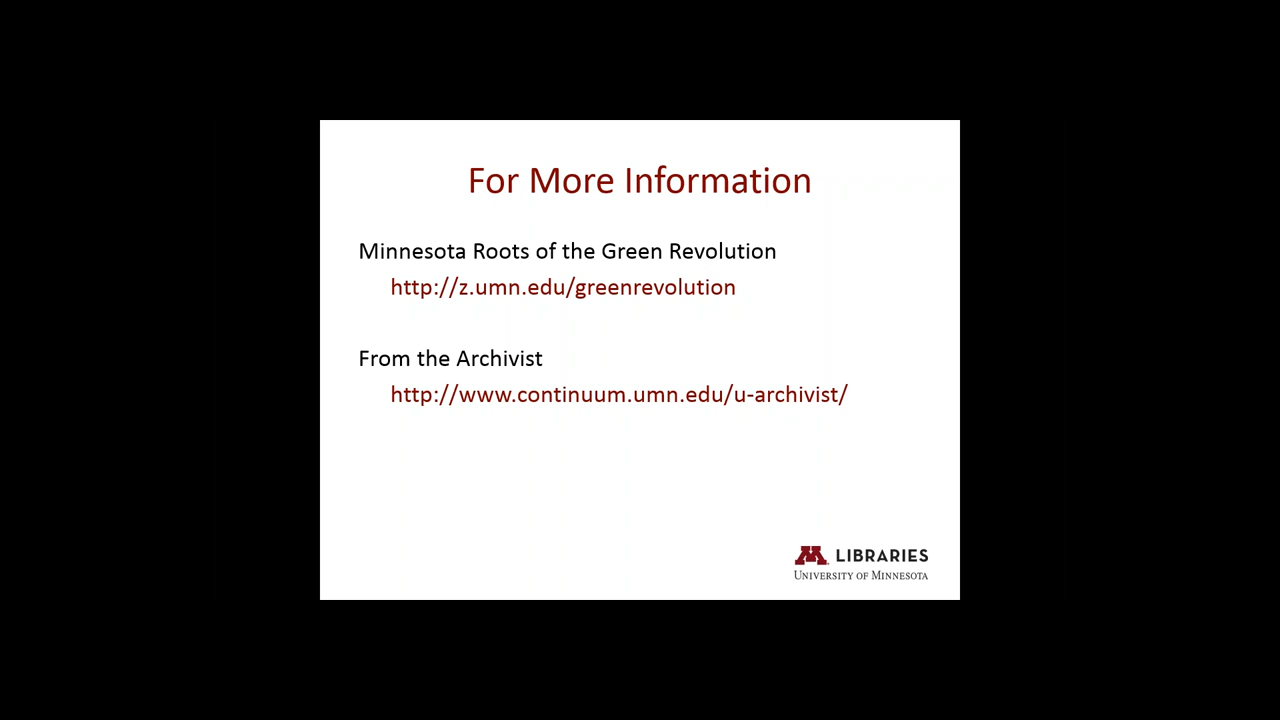 For More Information
Minnesota Roots of the Green Revolution
http://z.umn.edu/greenrevolution
From the Archivist
http://www.continuum.umn.edu/u-archivist/
M LIBRARIES
UNIVERSITY OF MINNESOTA